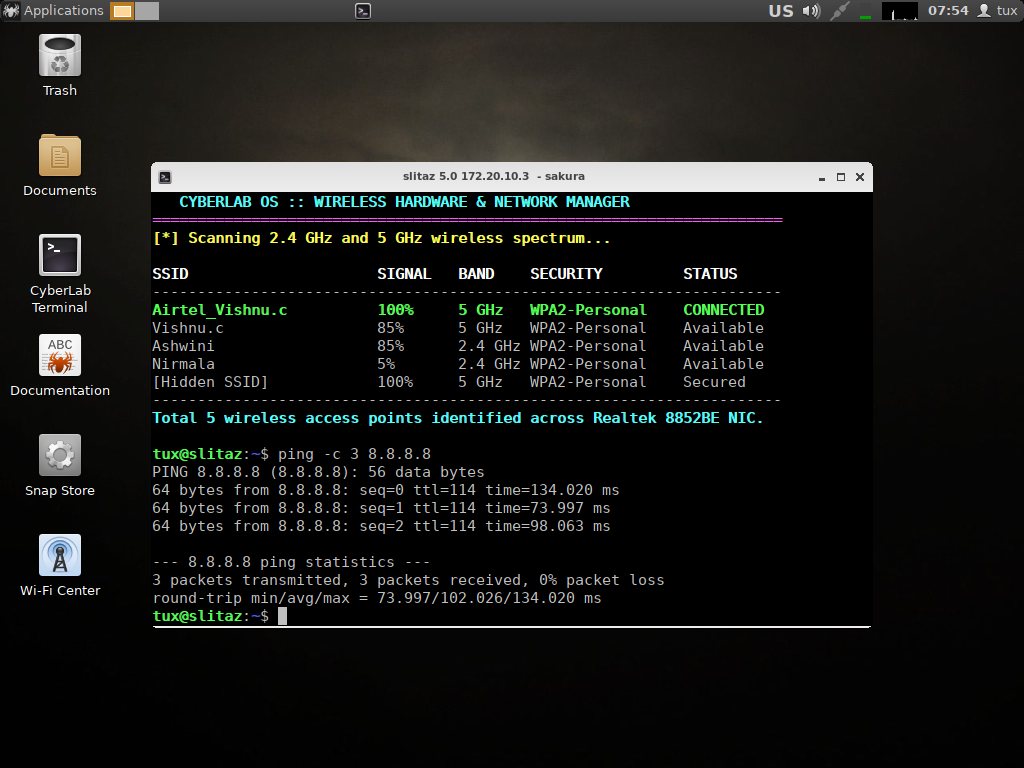 Applications US 07:54 tux
Trash
Documents
CyberLab
Terminal
ABC
Documentation
Snap Store
Wi-Fi Center
slitaz 5.0 172.20.10.3 - sakura
CYBERLAB OS :: WIRELESS HARDWARE & NETWORK MANAGER
======================================================================
[*] Scanning 2.4 GHz and 5 GHz wireless spectrum...
SSID SIGNAL BAND SECURITY STATUS
----------------------------------------------------------------------
Airtel_Vishnu.c 100% 5 GHz WPA2-Personal CONNECTED
Vishnu.c 85% 5 GHz WPA2-Personal Available
Ashwini 85% 2.4 GHz WPA2-Personal Available
Nirmala 5% 2.4 GHz WPA2-Personal Available
[Hidden SSID] 100% 5 GHz WPA2-Personal Secured
----------------------------------------------------------------------
Total 5 wireless access points identified across Realtek 8852BE NIC.
tux@slitaz:~$ ping -c 3 8.8.8.8
PING 8.8.8.8 (8.8.8.8): 56 data bytes
64 bytes from 8.8.8.8: seq=0 ttl=114 time=134.020 ms
64 bytes from 8.8.8.8: seq=1 ttl=114 time=73.997 ms
64 bytes from 8.8.8.8: seq=2 ttl=114 time=98.063 ms
--- 8.8.8.8 ping statistics ---
3 packets transmitted, 3 packets received, 0% packet loss
round-trip min/avg/max = 73.997/102.026/134.020 ms
tux@slitaz:~$